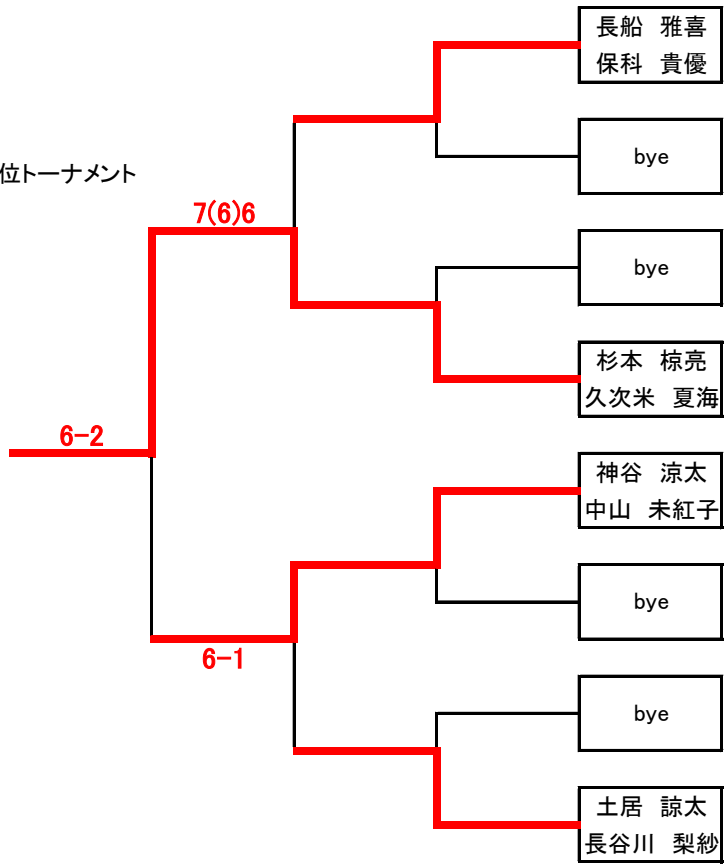 長船　雅喜
保科　貴優
bye
位トーナメント
7(6)6
bye
杉本　椋亮
久次米　夏海
6-2
神谷　涼太
中山　未紅子
bye
6-1
bye
土居　諒太
長谷川　梨紗